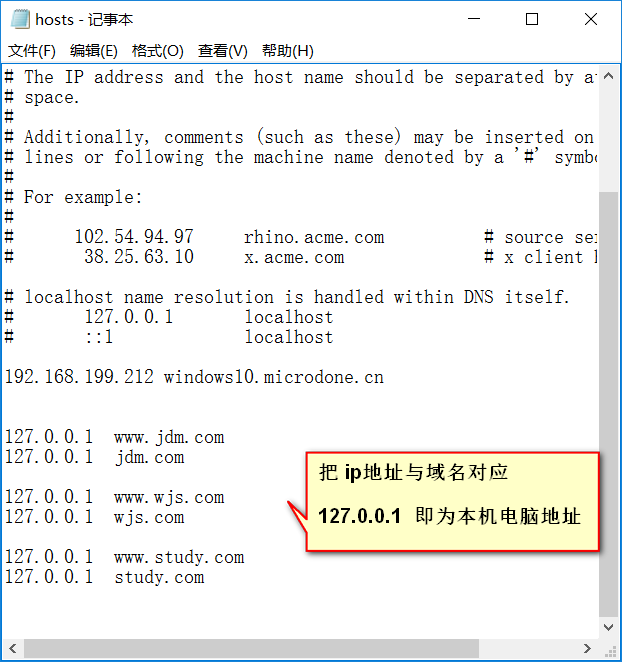 hosts - 记事本
文件(F) 编辑(E) 格式(O) 查看(V) 帮助(H)
# The IP address and the host name should be separated by at
# space.
#
# Additionally, comments (such as these) may be inserted on
# lines or following the machine name denoted by a '#' symbo
#
# For example:
#
# 102.54.94.97 rhino.acme.com # source ser
# 38.25.63.10 x.acme.com # x client h
# localhost name resolution is handled within DNS itself.
# 127.0.0.1 localhost
# ::1 localhost
192.168.199.212 windows10.microdone.cn
127.0.0.1 www.jdm.com
127.0.0.1 jdm.com
127.0.0.1 www.wjs.com
127.0.0.1 wjs.com
127.0.0.1 www.study.com
127.0.0.1 study.com
把 ip地址与域名对应
127.0.0.1 即为本机电脑地址